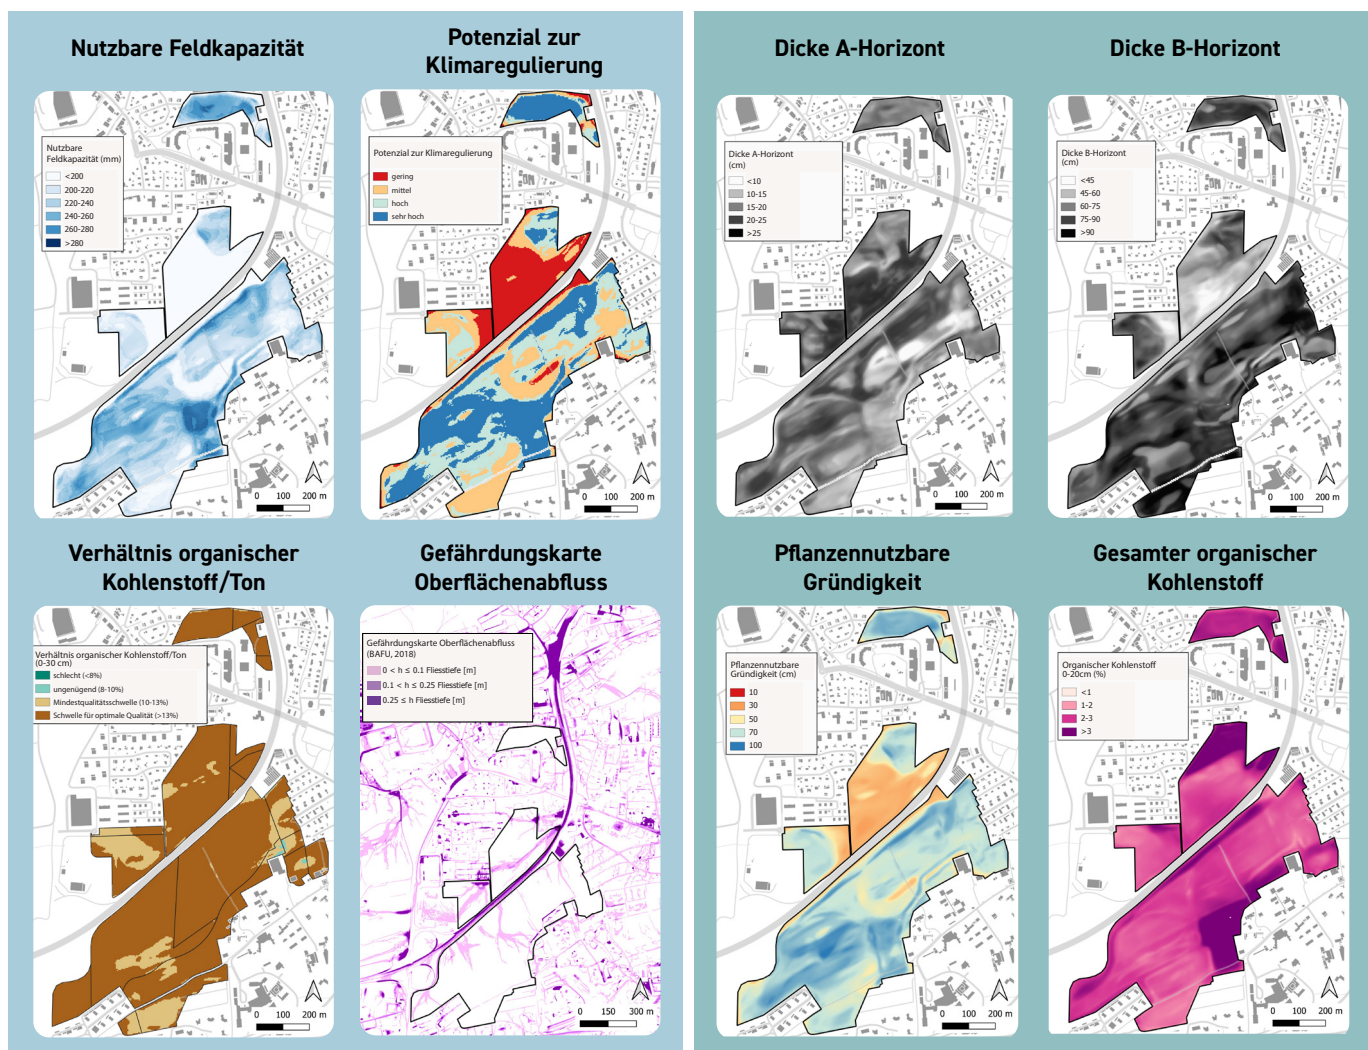 Nutzbare Feldkapazität
Nutzbare
Feldkapazität (mm)
<200
200-220
220-240
240-260
260-280
>280
0 100 200 m
Potenzial zur
Klimaregulierung
Potenzial zur Klimaregulierung
gering
mittel
hoch
sehr hoch
0 100 200 m
Dicke A-Horizont
Dicke A-Horizont
(cm)
<10
10-15
15-20
20-25
>25
0 100 200 m
Dicke B-Horizont
Dicke B-Horizont
(cm)
<45
45-60
60-75
75-90
>90
0 100 200 m
Verhältnis organischer
Kohlenstoff/Ton
Verhältnis organischer Kohlenstoff/Ton
(0-30 cm)
schlecht (<8%)
ungenügend (8-10%)
Mindestqualitätsschwelle (10-13%)
Schwelle für optimale Qualität (>13%)
0 100 200 m
Gefährdungskarte
Oberflächenabfluss
Gefährdungskarte Oberflächenabfluss
(BAFU, 2018)
0 < h ≤ 0.1 Fliesstiefe [m]
0.1 < h ≤ 0.25 Fliesstiefe [m]
0.25 ≤ h Fliesstiefe [m]
0 150 300 m
Pflanzennutzbare
Gründigkeit
Pflanzennutzbare
Gründigkeit (cm)
10
30
50
70
100
0 100 200 m
Gesamter organischer
Kohlenstoff
Organischer Kohlenstoff
0-20cm (%)
<1
1-2
2-3
>3
0 100 200 m